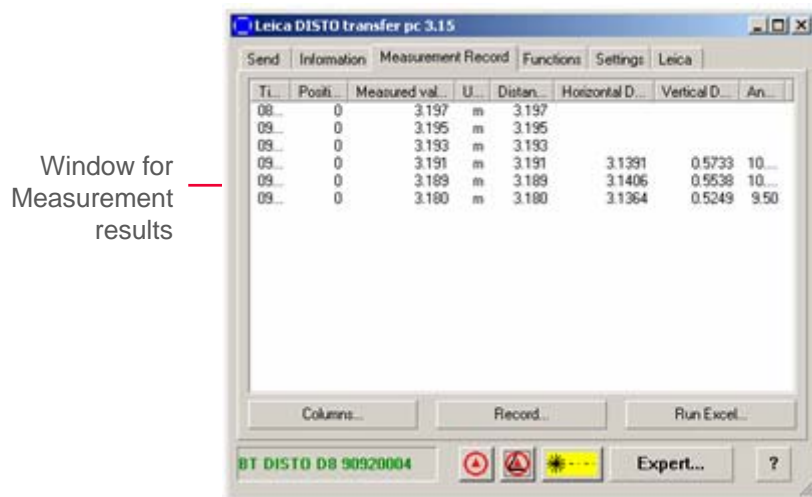 Leica DISTO transfer pc 3.15
Send Information Measurement Record Functions Settings Leica
Ti... Positi... Measured val... U... Distan... Horizontal D... Vertical D... An...
08... 0 3.197 m 3.197
09... 0 3.195 m 3.195
09... 0 3.193 m 3.193
09... 0 3.191 m 3.191 3.1391 0.5733 10....
09... 0 3.189 m 3.189 3.1406 0.5538 10....
09... 0 3.180 m 3.180 3.1364 0.5249 9.50
Window for
Measurement
results
Columns... Record... Run Excel...
BT DISTO D8 90920004 Expert... ?